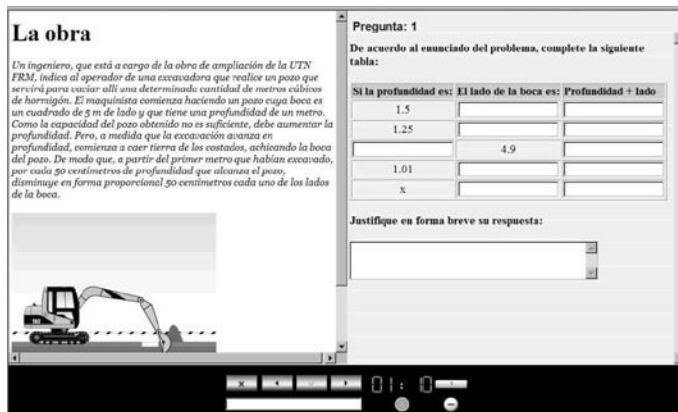 La obra
Un ingeniero, que está a cargo de la obra de ampliación de la UTN
FRM, indica al operador de una excavadora que realice un pozo que
servirá para vaciar allí una determinada cantidad de metros cúbicos
de hormigón. El maquinista comienza haciendo un pozo cuya boca es
un cuadrado de 5 m de lado y que tiene una profundidad de un metro.
Como la capacidad del pozo obtenido no es suficiente, debe aumentar la
profundidad. Pero, a medida que la excavación avanza en
profundidad, comienza a caer tierra de los costados, achicando la boca
del pozo. De modo que, a partir del primer metro que habían excavado,
por cada 50 centímetros de profundidad que alcanza el pozo,
disminuye en forma proporcional 50 centímetros cada uno de los lados
de la boca.
Pregunta: 1
De acuerdo al enunciado del problema, complete la siguiente
tabla:
Si la profundidad es: El lado de la boca es: Profundidad + lado
1.5
1.25
4.9
1.01
x
Justifique en forma breve su respuesta: